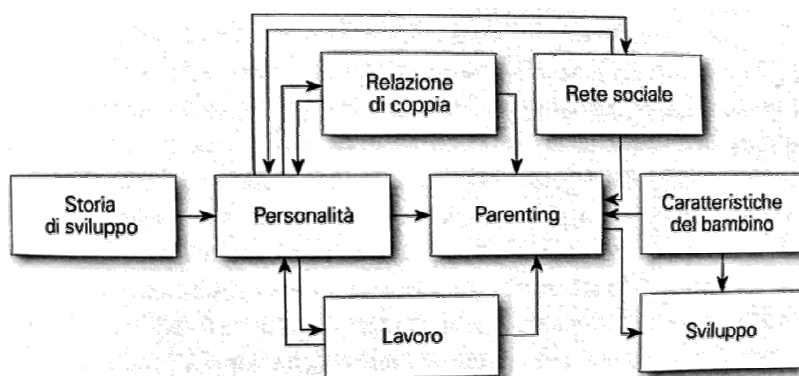 Relazione
di coppia
Rete sociale
Storia
di sviluppo
Personalità
Parenting
Caratteristiche
del bambino
Lavoro
Sviluppo